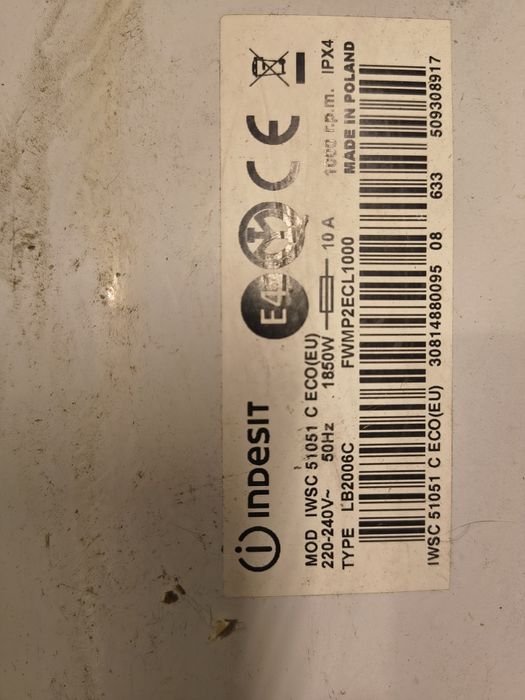 INDESIT
E4
MOD IWSC 51051 C ECO(EU)
220-240V~ 50Hz 1850W 10 A 1000 r.p.m. IPX4
TYPE LB2006C FWMP2ECL1000 MADE IN POLAND
IWSC 51051 C ECO(EU) 30814880095 08 633 509308917